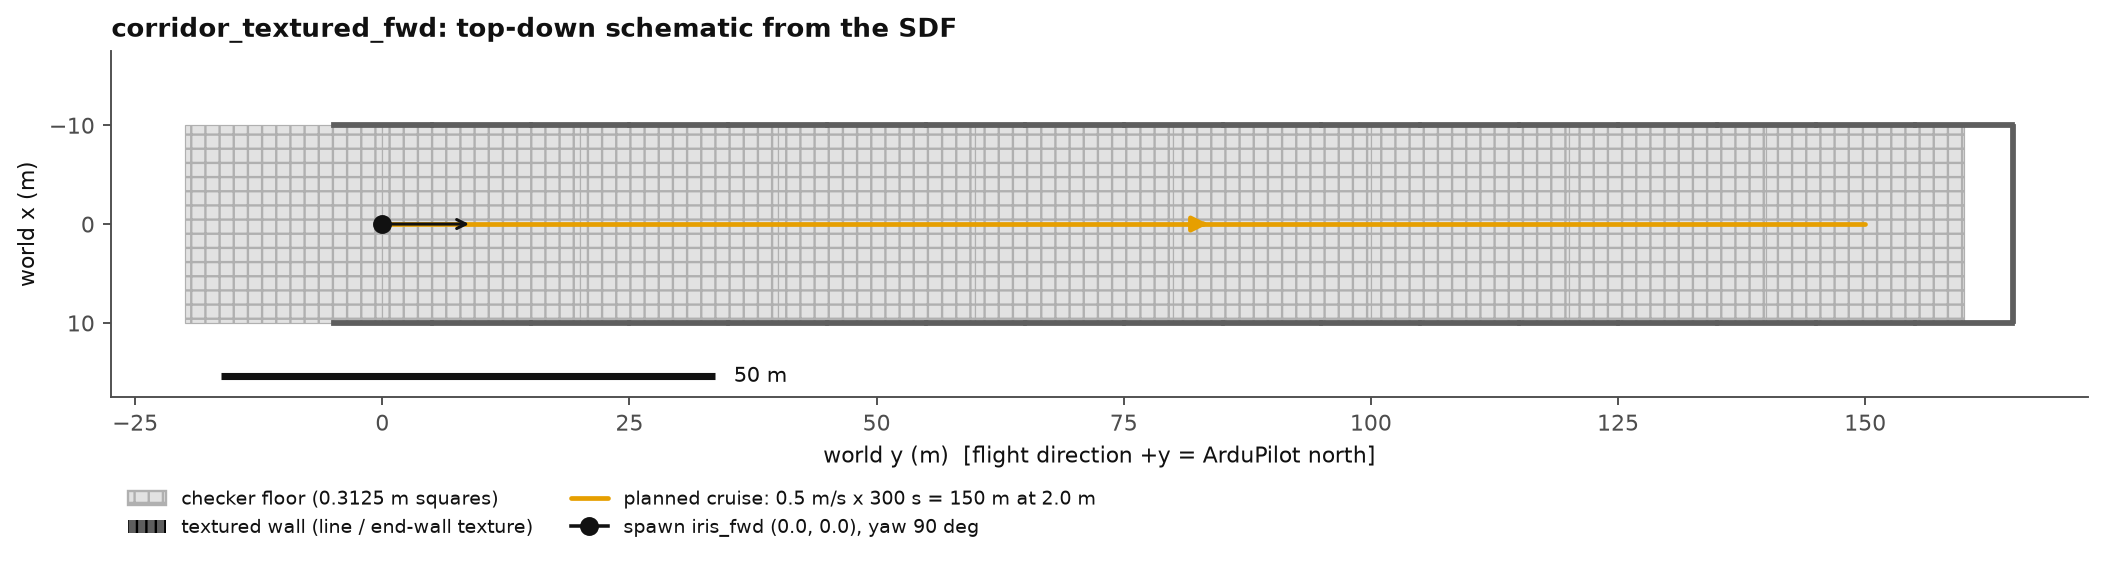 corridor_textured_fwd: top-down schematic from the SDF
world x (m)
−10
0
10
50 m
−25 0 25 50 75 100 125 150
world y (m) [flight direction +y = ArduPilot north]
checker floor (0.3125 m squares)
textured wall (line / end-wall texture)
planned cruise: 0.5 m/s x 300 s = 150 m at 2.0 m
spawn iris_fwd (0.0, 0.0), yaw 90 deg